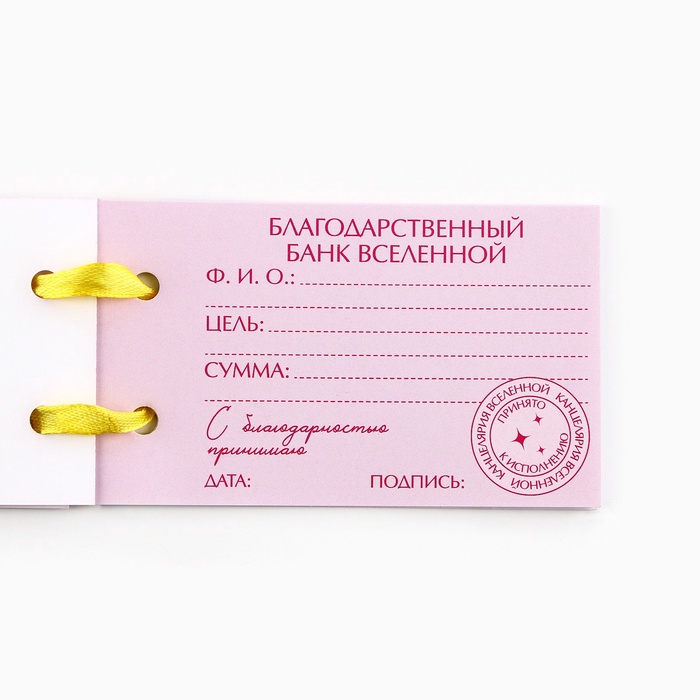 БЛАГОДАРСТВЕННЫЙ
БАНК ВСЕЛЕННОЙ
Ф. И. О.:
ЦЕЛЬ:
СУММА:
С благодарностью
принимаю
ДАТА: ПОДПИСЬ:
КАНЦЕЛЯРИЯ ВСЕЛЕННОЙ КАНЦЕЛЯРИЯ ВСЕЛЕННОЙ
ПРИНЯТО
К ИСПОЛНЕНИЮ